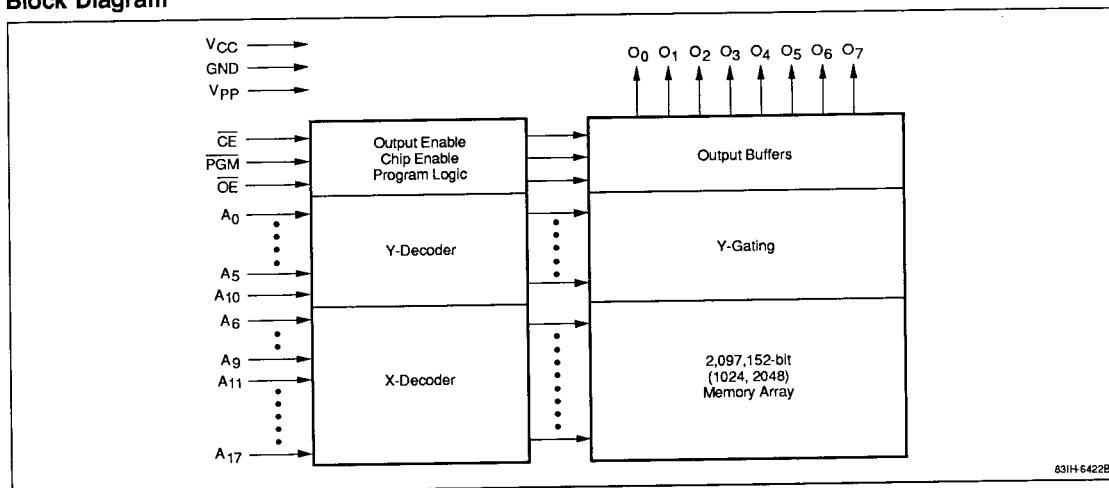 Block Diagram
VCC
GND
VPP
O0 O1 O2 O3 O4 O5 O6 O7
CE
PGM
OE
Output Enable
Chip Enable
Program Logic
Output Buffers
A0
A5
A10
Y-Decoder
Y-Gating
A6
A9
A11
A17
X-Decoder
2,097,152-bit
(1024, 2048)
Memory Array
83IH-6422B